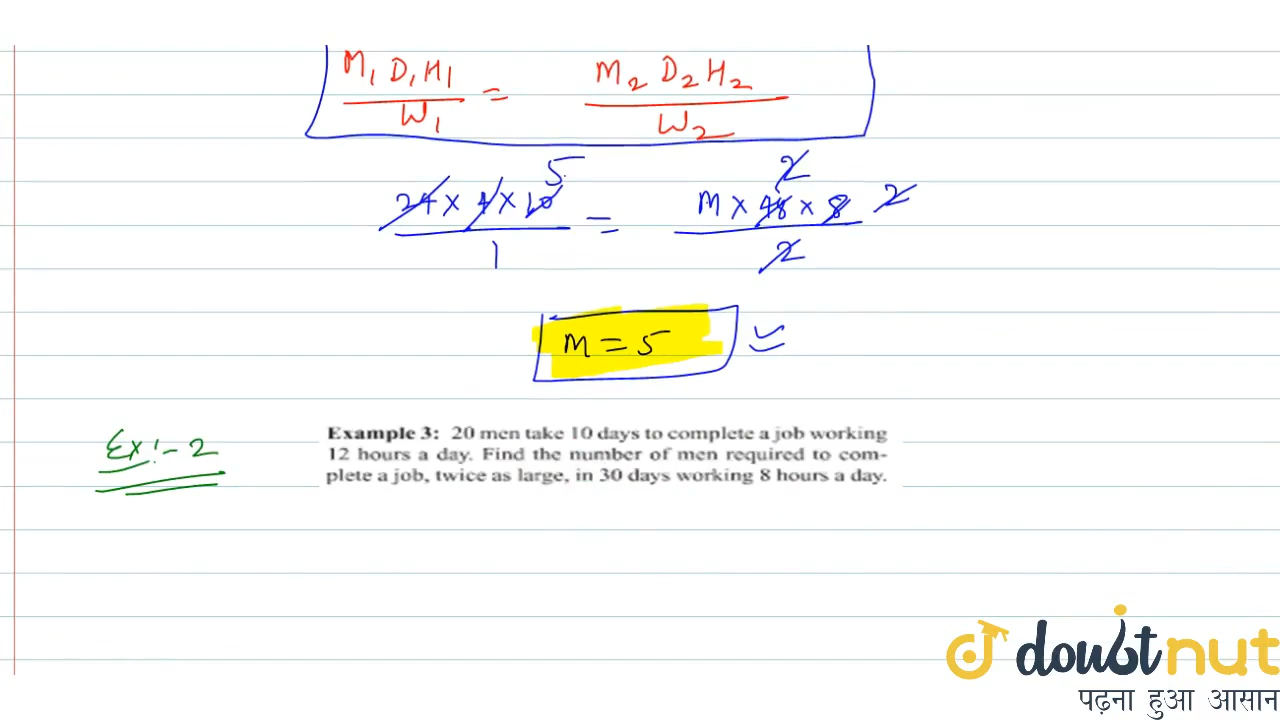 M₁ D₁ H₁ / W₁ = M₂ D₂ H₂ / W₂
5 2
24 × 4 × 10 / 1 = M × 48 × 8 / 2 2
M = 5
Ex:- 2
Example 3: 20 men take 10 days to complete a job working
12 hours a day. Find the number of men required to com-
plete a job, twice as large, in 30 days working 8 hours a day.
doubtnut
पढ़ना हुआ आसान